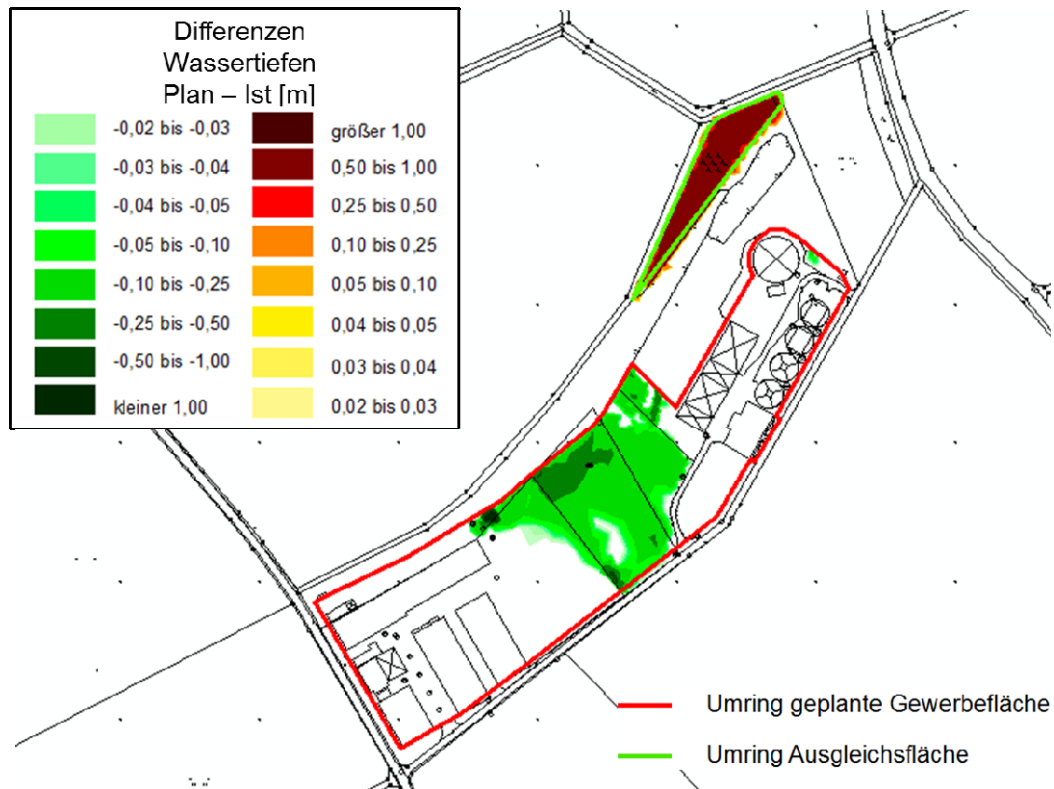 Differenzen
Wassertiefen
Plan – Ist [m]
-0,02 bis -0,03
-0,03 bis -0,04
-0,04 bis -0,05
-0,05 bis -0,10
-0,10 bis -0,25
-0,25 bis -0,50
-0,50 bis -1,00
kleiner 1,00
größer 1,00
0,50 bis 1,00
0,25 bis 0,50
0,10 bis 0,25
0,05 bis 0,10
0,04 bis 0,05
0,03 bis 0,04
0,02 bis 0,03
Umring geplante Gewerbefläche
Umring Ausgleichsfläche